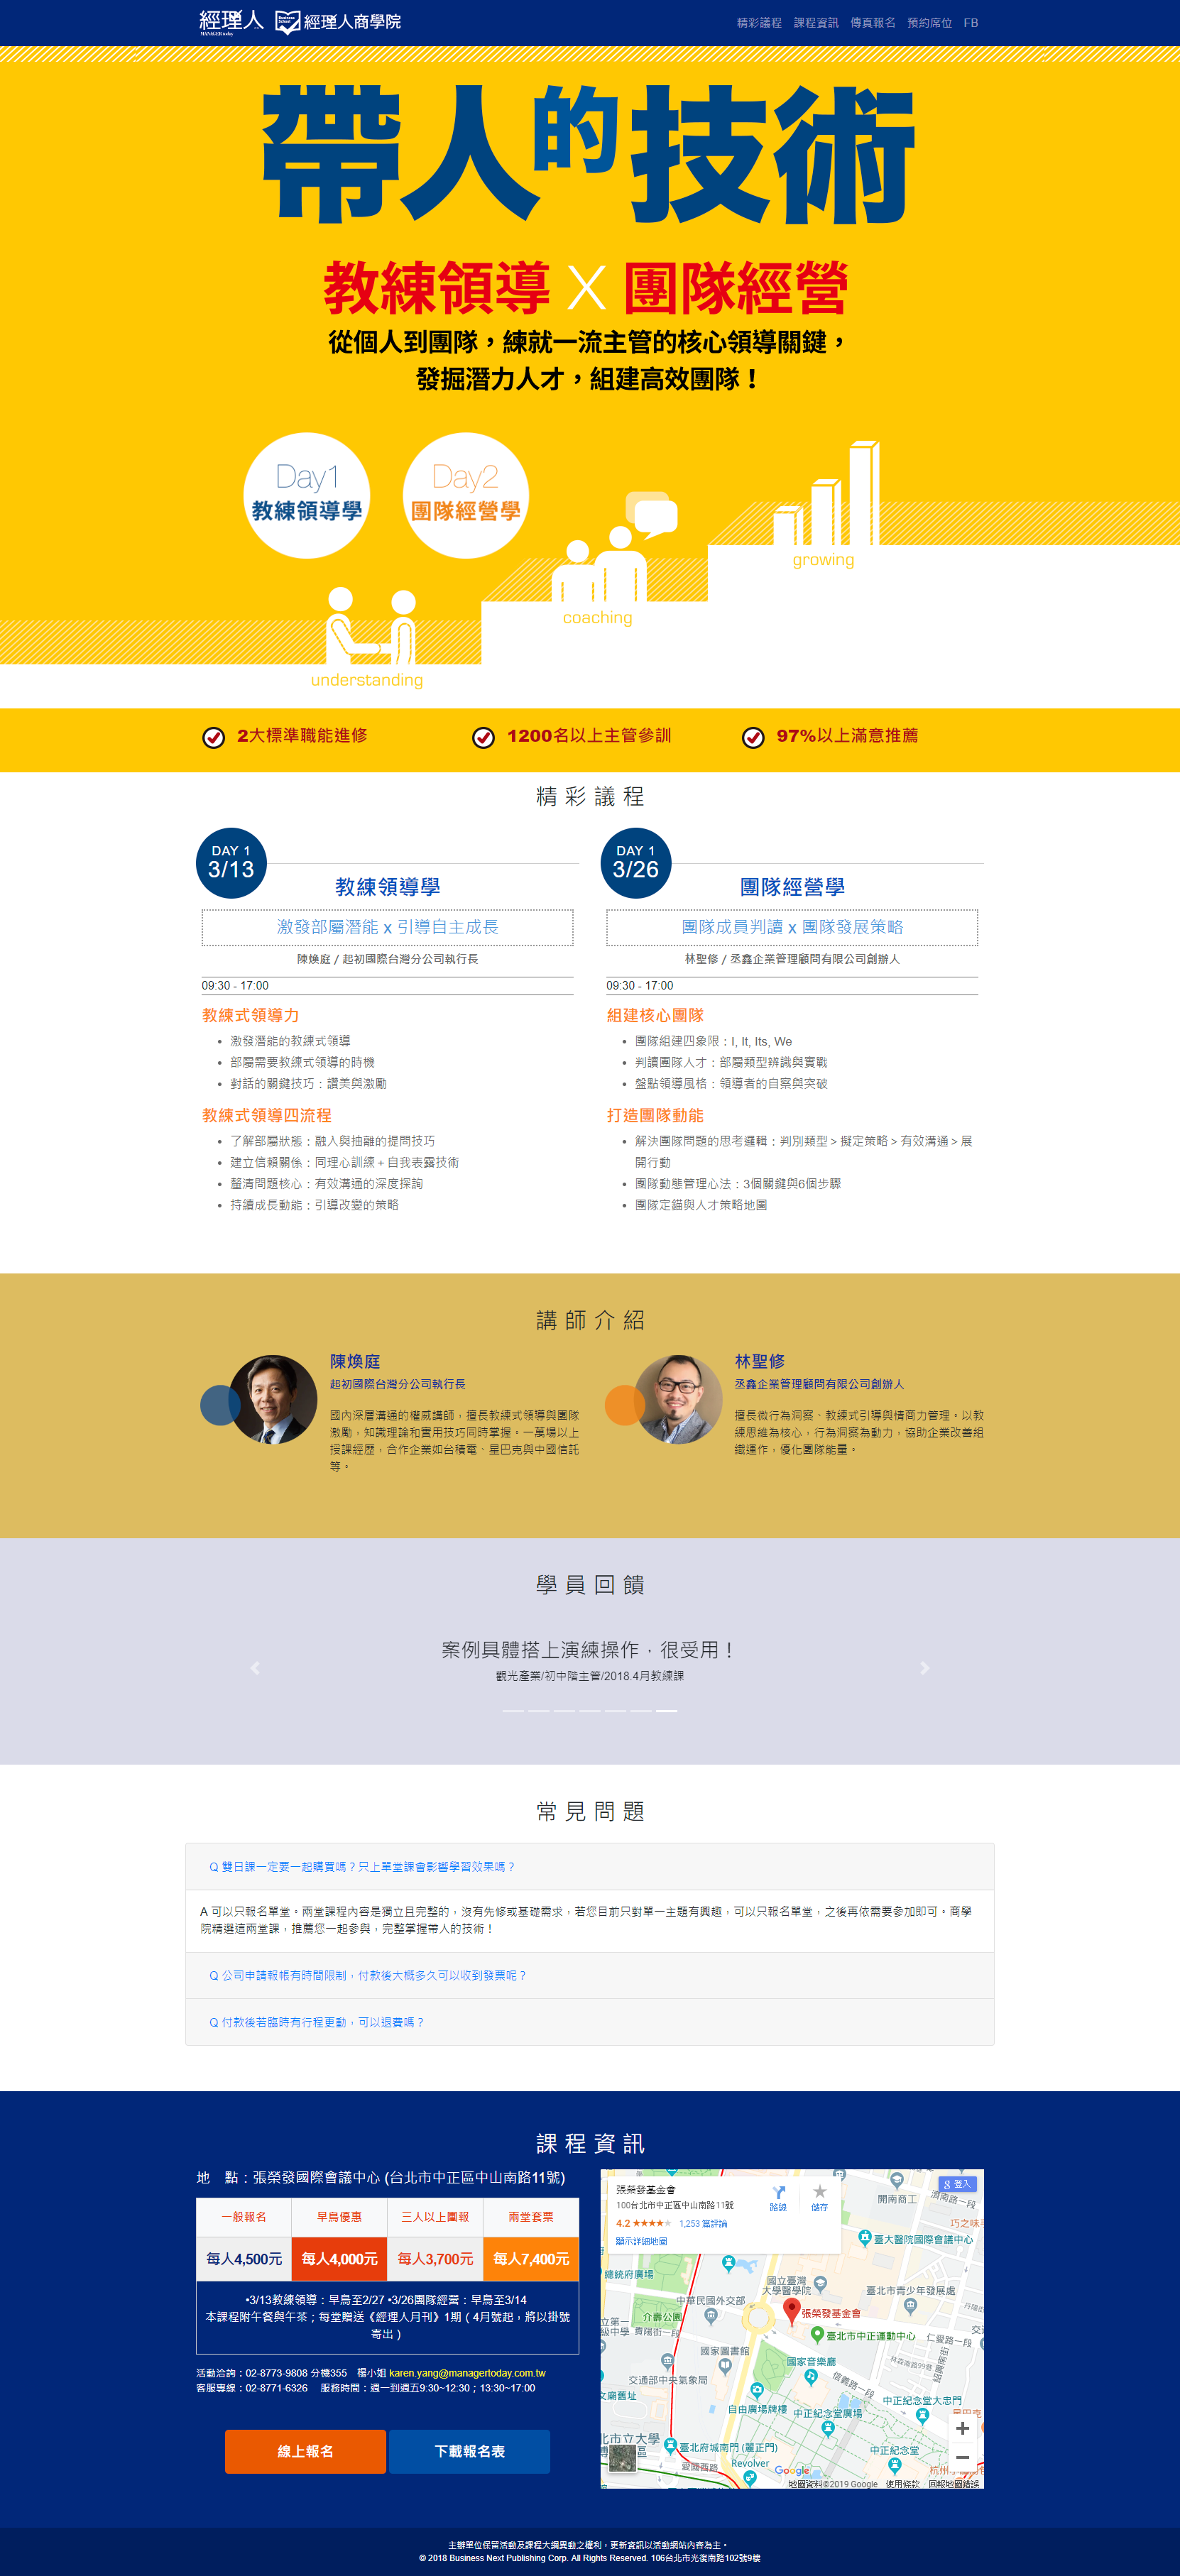 經理人
MANAGER today
Business School 經理人商學院
精彩議程 課程資訊 傳真報名 預約席位 FB
帶人的技術
教練領導 X 團隊經營
從個人到團隊，練就一流主管的核心領導關鍵，
發掘潛力人才，組建高效團隊！
Day1
教練領導學
Day2
團隊經營學
growing
coaching
understanding
2大標準職能進修
1200名以上主管參訓
97%以上滿意推薦
精彩議程
DAY 1
3/13
教練領導學
激發部屬潛能 x 引導自主成長
陳煥庭 / 起初國際台灣分公司執行長
09:30 - 17:00
教練式領導力
• 激發潛能的教練式領導
• 部屬需要教練式領導的時機
• 對話的關鍵技巧：讚美與激勵
教練式領導四流程
• 了解部屬狀態：融入與抽離的提問技巧
• 建立信賴關係：同理心訓練＋自我表露技術
• 釐清問題核心：有效溝通的深度探詢
• 持續成長動能：引導改變的策略
DAY 1
3/26
團隊經營學
團隊成員判讀 x 團隊發展策略
林聖修 / 丞鑫企業管理顧問有限公司創辦人
09:30 - 17:00
組建核心團隊
• 團隊組建四象限：I, It, Its, We
• 判讀團隊人才：部屬類型辨識與實戰
• 盤點領導風格：領導者的自察與突破
打造團隊動能
• 解決團隊問題的思考邏輯：判別類型＞擬定策略＞有效溝通＞展
開行動
• 團隊動態管理心法：3個關鍵與6個步驟
• 團隊定錨與人才策略地圖
講師介紹
陳煥庭
起初國際台灣分公司執行長
國內深層溝通的權威講師，擅長教練式領導與團隊
激勵，知識理論和實用技巧同時掌握。一萬場以上
授課經歷，合作企業如台積電、星巴克與中國信託
等。
林聖修
丞鑫企業管理顧問有限公司創辦人
擅長微行為洞察、教練式引導與情商力管理。以教
練思維為核心，行為洞察為動力，協助企業改善組
織運作，優化團隊能量。
學員回饋
案例具體搭上演練操作，很受用！
觀光產業/初中階主管/2018.4月教練課
常見問題
Q 雙日課一定要一起購買嗎？只上單堂課會影響學習效果嗎？
A 可以只報名單堂。兩堂課程內容是獨立且完整的，沒有先修或基礎需求，若您目前只對單一主題有興趣，可以只報名單堂，之後再依需要參加即可。商學
院精選這兩堂課，推薦您一起參與，完整掌握帶人的技術！
Q 公司申請報帳有時間限制，付款後大概多久可以收到發票呢？
Q 付款後若臨時有行程更動，可以退費嗎？
課程資訊
地　點：張榮發國際會議中心 (台北市中正區中山南路11號)
一般報名 早鳥優惠 三人以上團報 兩堂套票
每人4,500元 每人4,000元 每人3,700元 每人7,400元
•3/13教練領導：早鳥至2/27 •3/26團隊經營：早鳥至3/14
本課程附午餐與午茶；每堂贈送《經理人月刊》1期（4月號起，將以掛號
寄出）
活動洽詢：02-8773-9808 分機355　楊小姐 karen.yang@managertoday.com.tw
客服專線：02-8771-6326　服務時間：週一到週五9:30~12:30；13:30~17:00
線上報名
下載報名表
張榮發基金會
100台北市中正區中山南路11號
4.2 ★★★★★ 1,253 篇評論
顯示詳細地圖
路線
儲存
登入
開南商工
濟南路一段
臺大醫院國際會議中心
總統府廣場
國立臺灣
大學醫學院
臺北市青少年發展處
中華民國外交部
介壽公園
貴陽街一段
張榮發基金會
臺北市中正運動中心
仁愛路一段
國家圖書館
國家音樂廳
林森南路99巷
紹興南街
信義路一段
交通部中央氣象局
中正紀念堂大忠門
自由廣場牌樓
中正紀念堂廣場
臺北府城南門 (麗正門)
中正紀念堂
愛國西路
Revolver
Google
地圖資料©2019 Google 使用條款 回報地圖錯誤
主辦單位保留活動及課程大綱異動之權利，更新資訊以活動網站內容為主。
© 2018 Business Next Publishing Corp. All Rights Reserved. 106台北市光復南路102號9樓